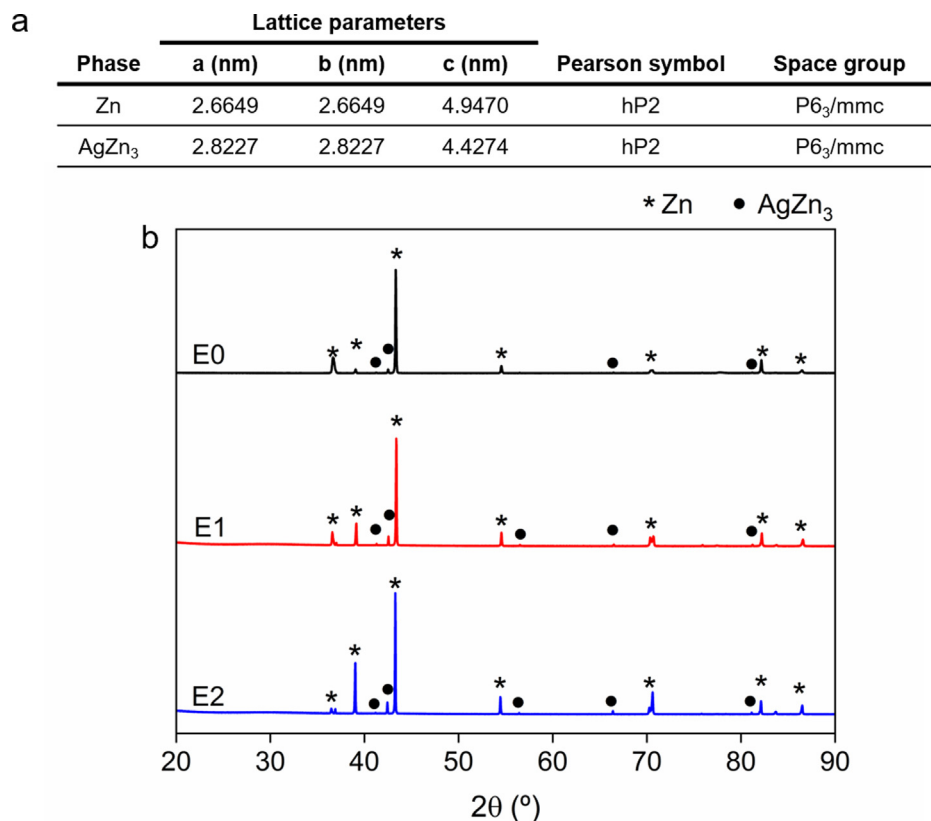 a
Lattice parameters
Phase a (nm) b (nm) c (nm) Pearson symbol Space group
Zn 2.6649 2.6649 4.9470 hP2 P6₃/mmc
AgZn₃ 2.8227 2.8227 4.4274 hP2 P6₃/mmc
* Zn ● AgZn₃
b
E0
E1
E2
20 30 40 50 60 70 80 90
2θ (º)